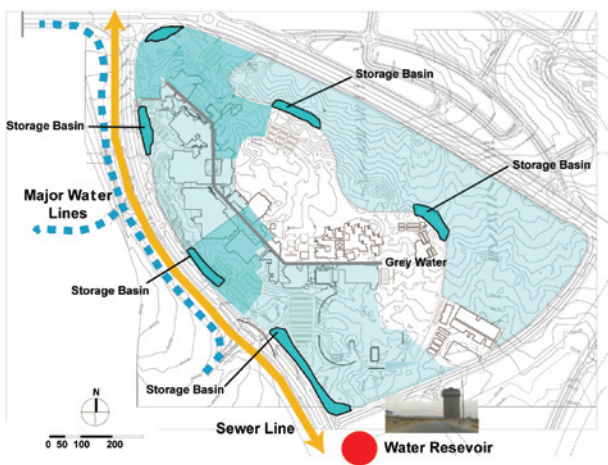 Storage Basin
Storage Basin
Storage Basin
Major Water
Lines
Grey Water
Storage Basin
Storage Basin
N
Sewer Line
Water Resevoir
0 50 100 200